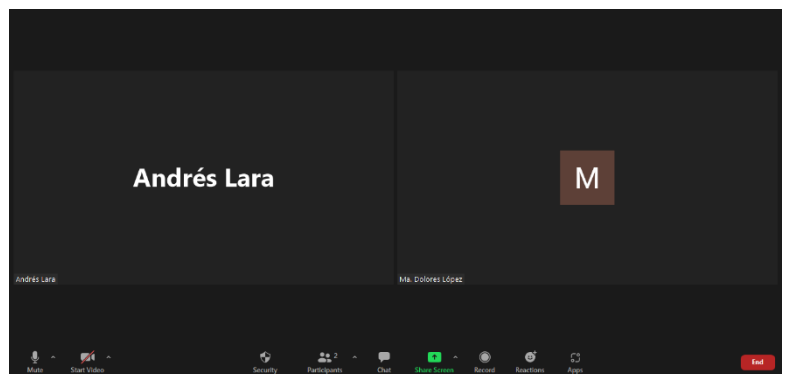 Andrés Lara
M
Andrés Lara
Ma. Dolores López
2
Mute
Start Video
Security
Participants
Chat
Share Screen
Record
Reactions
Apps
End